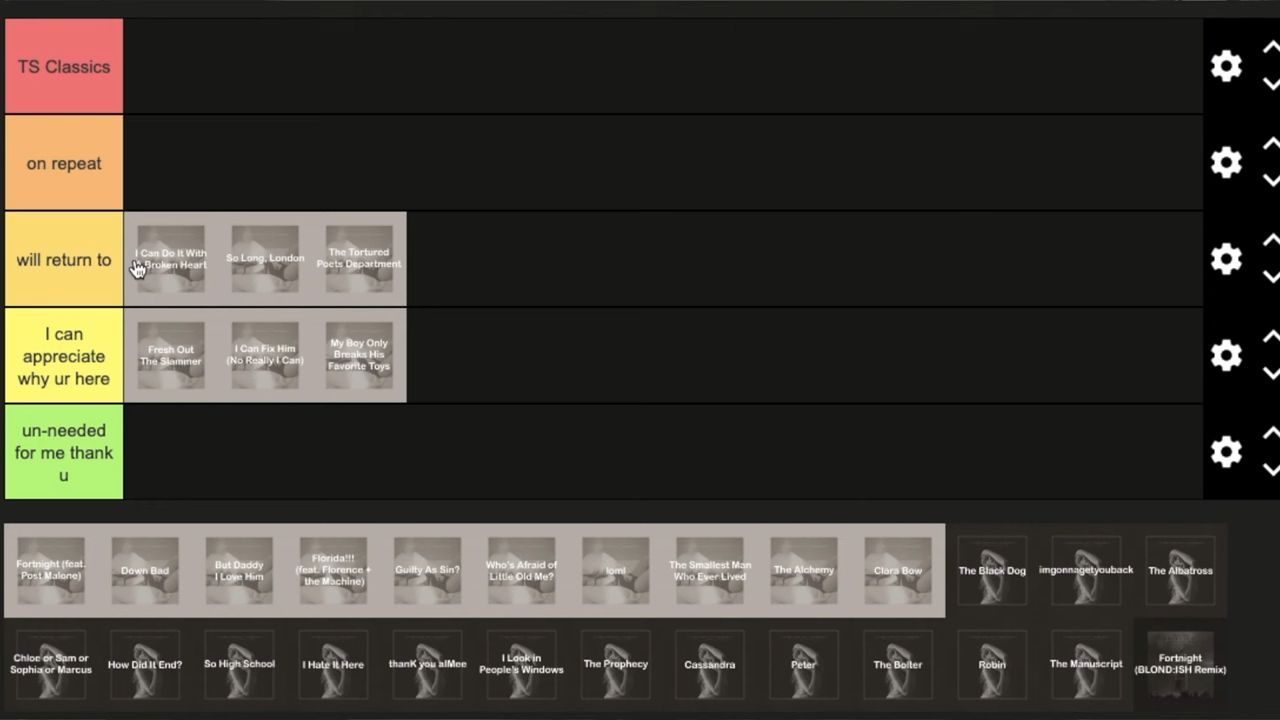 TS Classics
on repeat
will return to
I Can Do It With
Broken Heart
So Long, London
The Tortured
Poets Department
I can
appreciate
why ur here
Fresh Out
The Slammer
I Can Fix Him
(No Really I Can)
My Boy Only
Breaks His
Favorite Toys
un-needed
for me thank
u
Fortnight (feat.
Post Malone)
Down Bad
But Daddy
I Love Him
Florida!!!
(feat. Florence +
the Machine)
Guilty As Sin?
Who's Afraid of
Little Old Me?
loml
The Smallest Man
Who Ever Lived
The Alchemy
Clara Bow
The Black Dog
imgonnagetyouback
The Albatross
Chloe or Sam or
Sophia or Marcus
How Did It End?
So High School
I Hate It Here
thanK you aIMee
I Look in
People's Windows
The Prophecy
Cassandra
Peter
The Bolter
Robin
The Manuscript
Fortnight
(BLOND:ISH Remix)